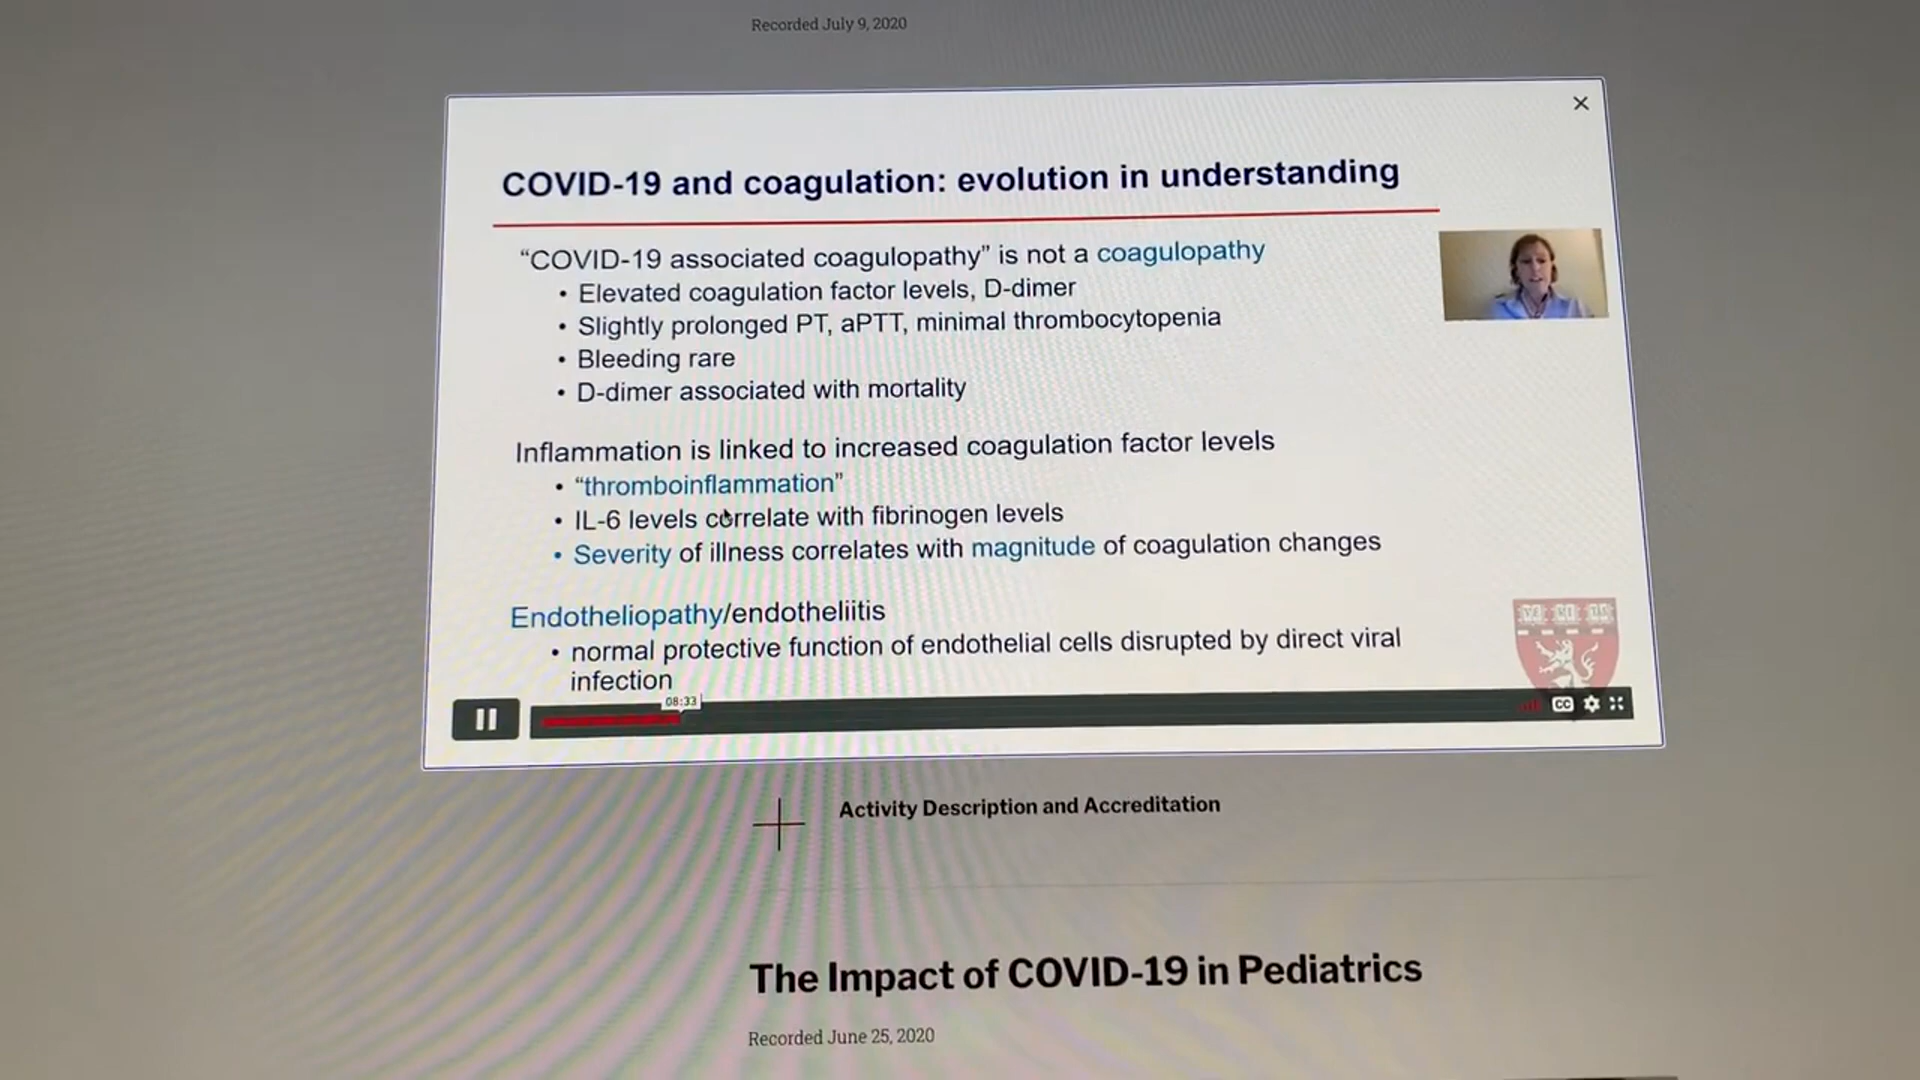 Recorded July 9, 2020
COVID-19 and coagulation: evolution in understanding
“COVID-19 associated coagulopathy” is not a coagulopathy
• Elevated coagulation factor levels, D-dimer
• Slightly prolonged PT, aPTT, minimal thrombocytopenia
• Bleeding rare
• D-dimer associated with mortality
Inflammation is linked to increased coagulation factor levels
• “thromboinflammation”
• IL-6 levels correlate with fibrinogen levels
• Severity of illness correlates with magnitude of coagulation changes
Endotheliopathy/endotheliitis
• normal protective function of endothelial cells disrupted by direct viral
infection
08:33
CC
Activity Description and Accreditation
The Impact of COVID-19 in Pediatrics
Recorded June 25, 2020